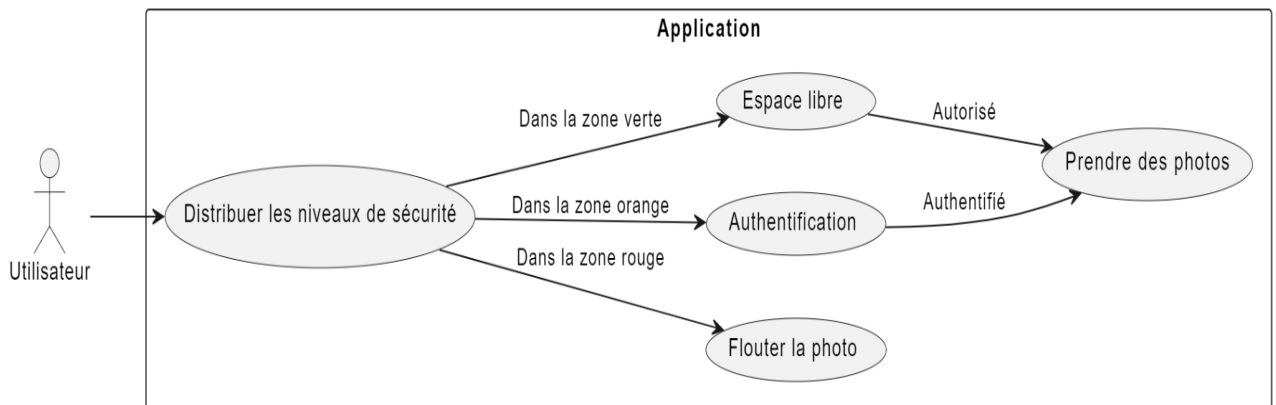 Application
Espace libre
Autorisé
Dans la zone verte
Prendre des photos
Distribuer les niveaux de sécurité
Dans la zone orange
Authentification
Authentifié
Dans la zone rouge
Utilisateur
Flouter la photo